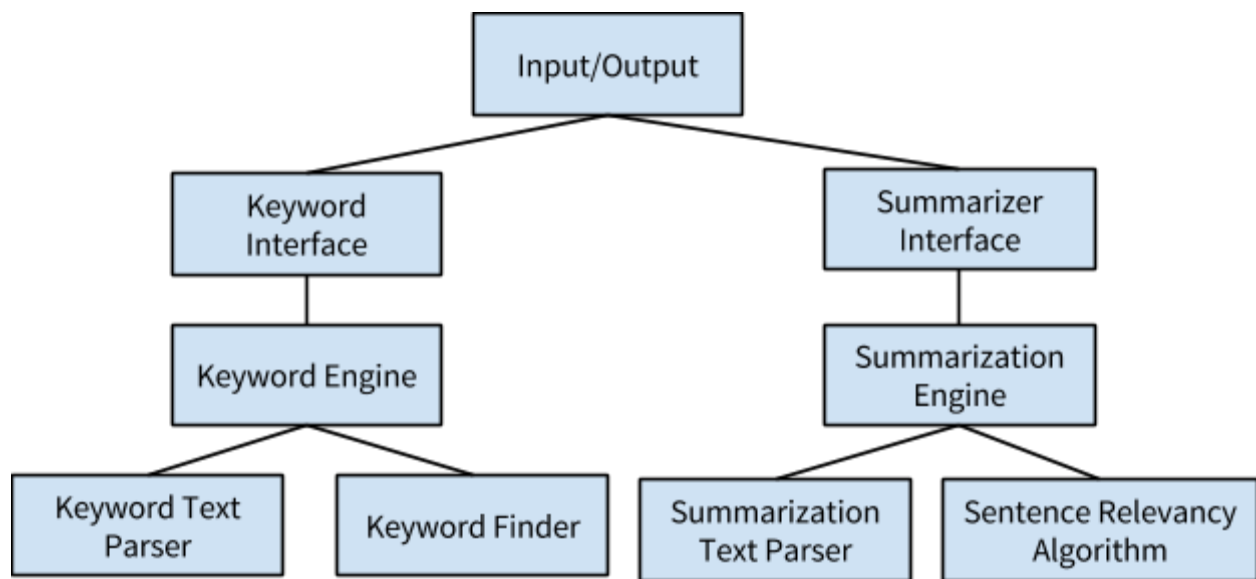 Input/Output
Keyword
Interface
Summarizer
Interface
Keyword Engine
Summarization
Engine
Keyword Text
Parser
Keyword Finder
Summarization
Text Parser
Sentence Relevancy
Algorithm